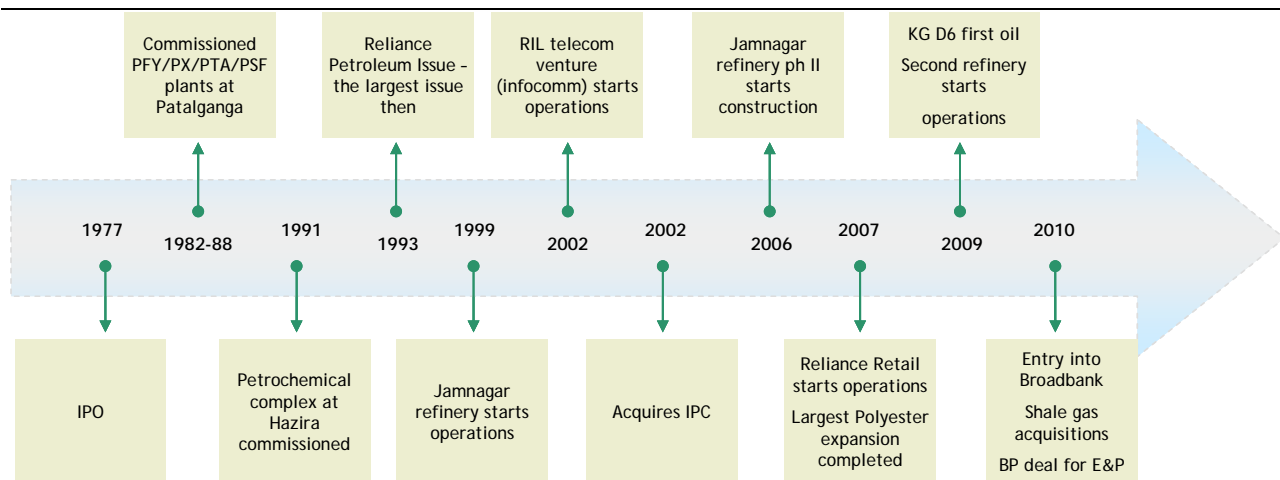 Commissioned
PFY/PX/PTA/PSF
plants at
Patalganga
Reliance
Petroleum Issue –
the largest issue
then
RIL telecom
venture
(infocomm) starts
operations
Jamnagar
refinery ph II
starts
construction
KG D6 first oil
Second refinery
starts
operations
1977
1982-88
1991
1993
1999
2002
2002
2006
2007
2009
2010
IPO
Petrochemical
complex at
Hazira
commissioned
Jamnagar
refinery starts
operations
Acquires IPC
Reliance Retail
starts operations
Largest Polyester
expansion
completed
Entry into
Broadbank
Shale gas
acquisitions
BP deal for E&P